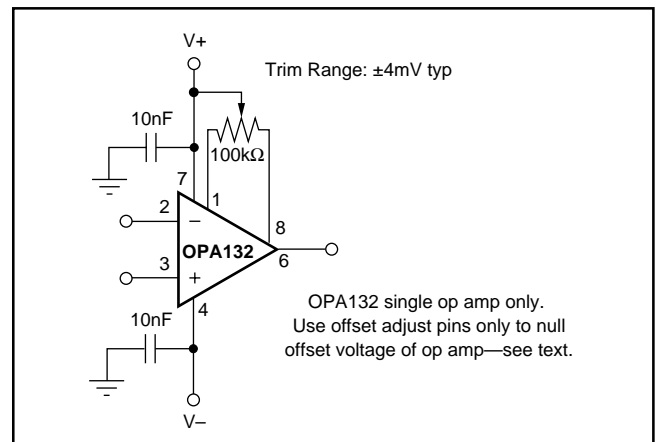 V+
Trim Range: ±4mV typ
10nF
100kΩ
7
1
2
–
8
OPA132
6
3
+
4
10nF
OPA132 single op amp only.
Use offset adjust pins only to null
offset voltage of op amp—see text.
V–